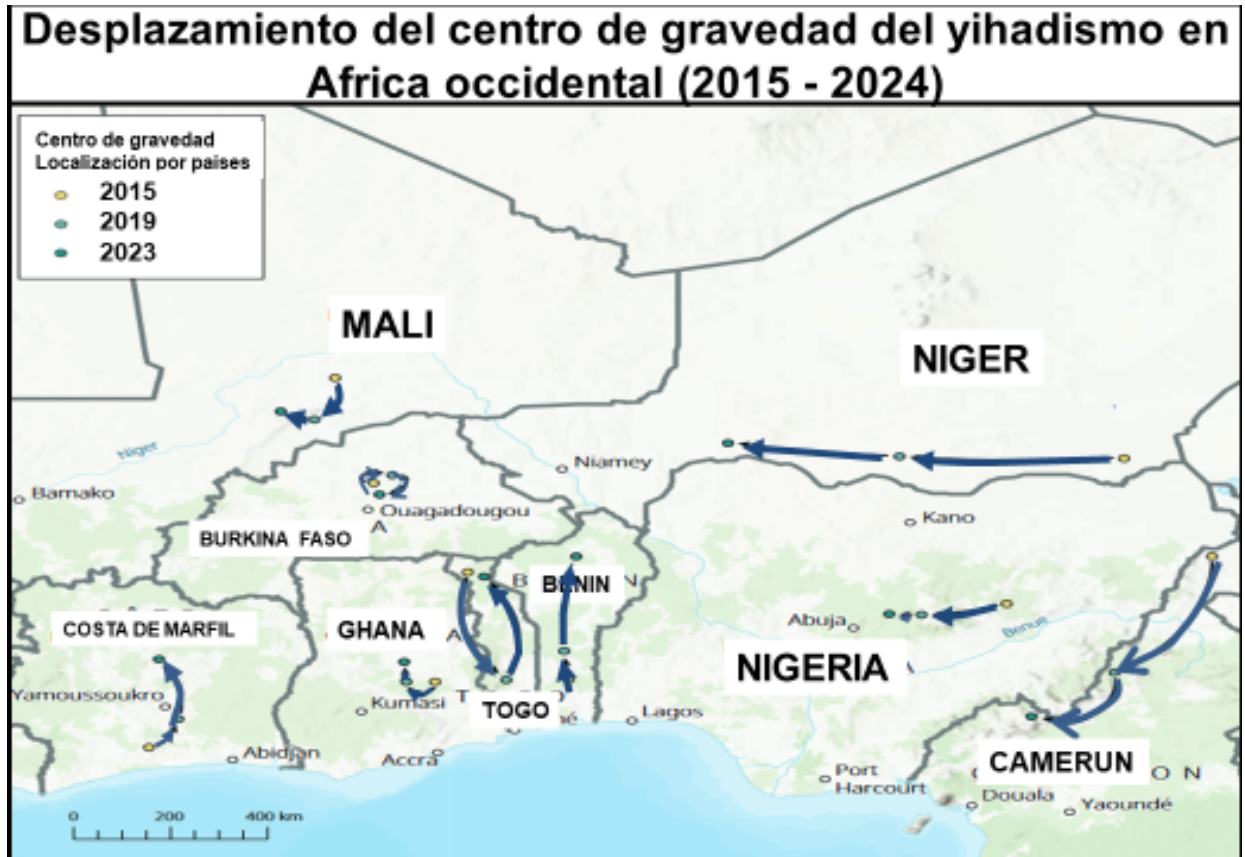 Desplazamiento del centro de gravedad del yihadismo en
Africa occidental (2015 - 2024)
Centro de gravedad
Localización por paises
2015
2019
2023
MALI
NIGER
Niger
Niamey
Bamako
Ouagadougou
A
Kano
BURKINA FASO
B
BENIN
N
COSTA DE MARFIL
GHANA
A
Abuja
Benue
NIGERIA
Yamoussoukro
Kumasi
T
TOGO
Lagos
Abidjan
Accra
CAMERUN
O N
Port
Harcourt
Douala
Yaoundé
0 200 400 km